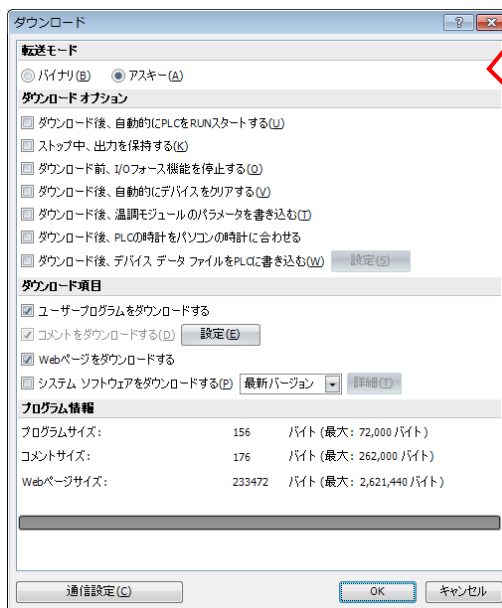 ダウンロード
転送モード
バイナリ(B) アスキー(A)
ダウンロード オプション
ダウンロード後、自動的にPLCをRUNスタートする(U)
ストップ中、出力を保持する(K)
ダウンロード前、I/Oフォース機能を停止する(O)
ダウンロード後、自動的にデバイスをクリアする(V)
ダウンロード後、温調モジュールのパラメータを書き込む(T)
ダウンロード後、PLCの時計をパソコンの時計に合わせる
ダウンロード後、デバイス データ ファイルをPLCに書き込む(W) 設定(S)
ダウンロード項目
ユーザープログラムをダウンロードする
コメントをダウンロードする(D) 設定(E)
Webページをダウンロードする
システム ソフトウェアをダウンロードする(P) 最新バージョン 詳細(T)
プログラム情報
プログラムサイズ: 156 バイト (最大: 72,000 バイト)
コメントサイズ: 176 バイト (最大: 262,000 バイト)
Webページサイズ: 233472 バイト (最大: 2,621,440 バイト)
通信設定(C) OK キャンセル